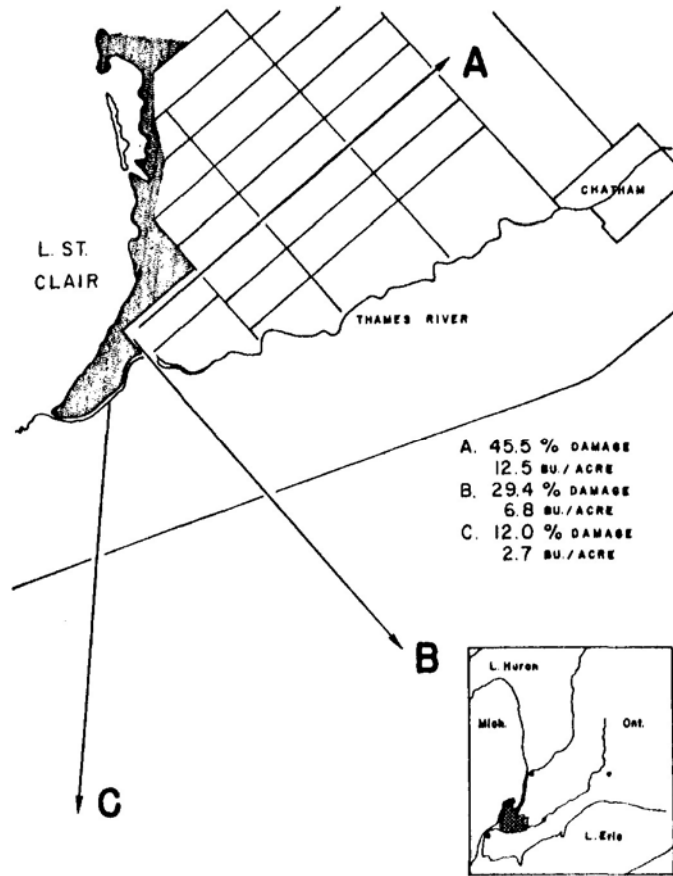 A
CHATHAM
L. ST.
CLAIR
THAMES RIVER
A. 45.5 % DAMAGE
12.5 BU./ACRE
B. 29.4 % DAMAGE
6.8 BU./ACRE
C. 12.0 % DAMAGE
2.7 BU./ACRE
B
L. Huron
Mich.
Ont.
L. Erie
C